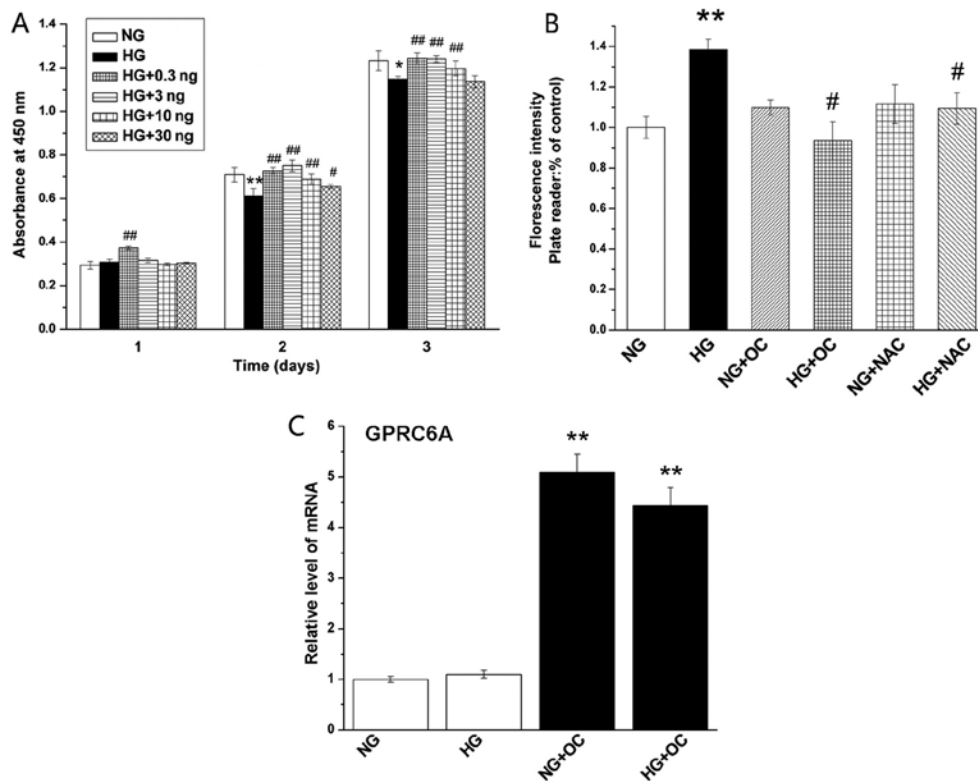 A
NG
HG
HG+0.3 ng
HG+3 ng
HG+10 ng
HG+30 ng
Absorbance at 450 nm
1.4
1.2
1.0
0.8
0.6
0.4
0.2
0.0
##
** ## ## ## #
* ## ## ##
1 2 3
Time (days)
B
Florescence intensity
Plate reader:% of control)
1.4
1.2
1.0
0.8
0.6
0.4
0.2
0.0
** # #
NG HG NG+OC HG+OC NG+NAC HG+NAC
C
GPRC6A
Relative level of mRNA
6
5
4
3
2
1
0
** **
NG HG NG+OC HG+OC